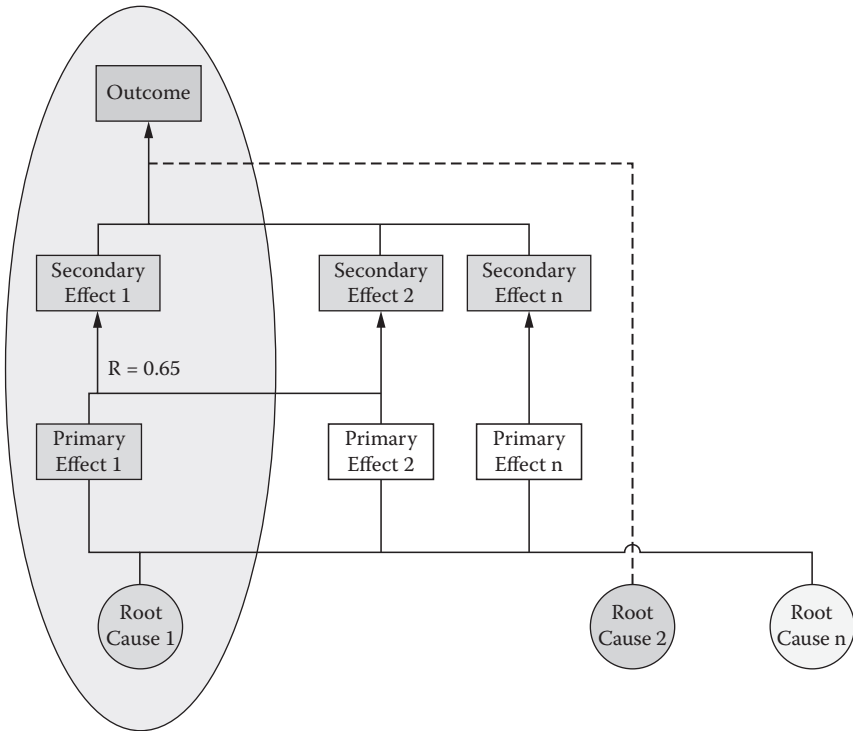 Outcome
Secondary
Effect 1
Secondary
Effect 2
Secondary
Effect n
R = 0.65
Primary
Effect 1
Primary
Effect 2
Primary
Effect n
Root
Cause 1
Root
Cause 2
Root
Cause n